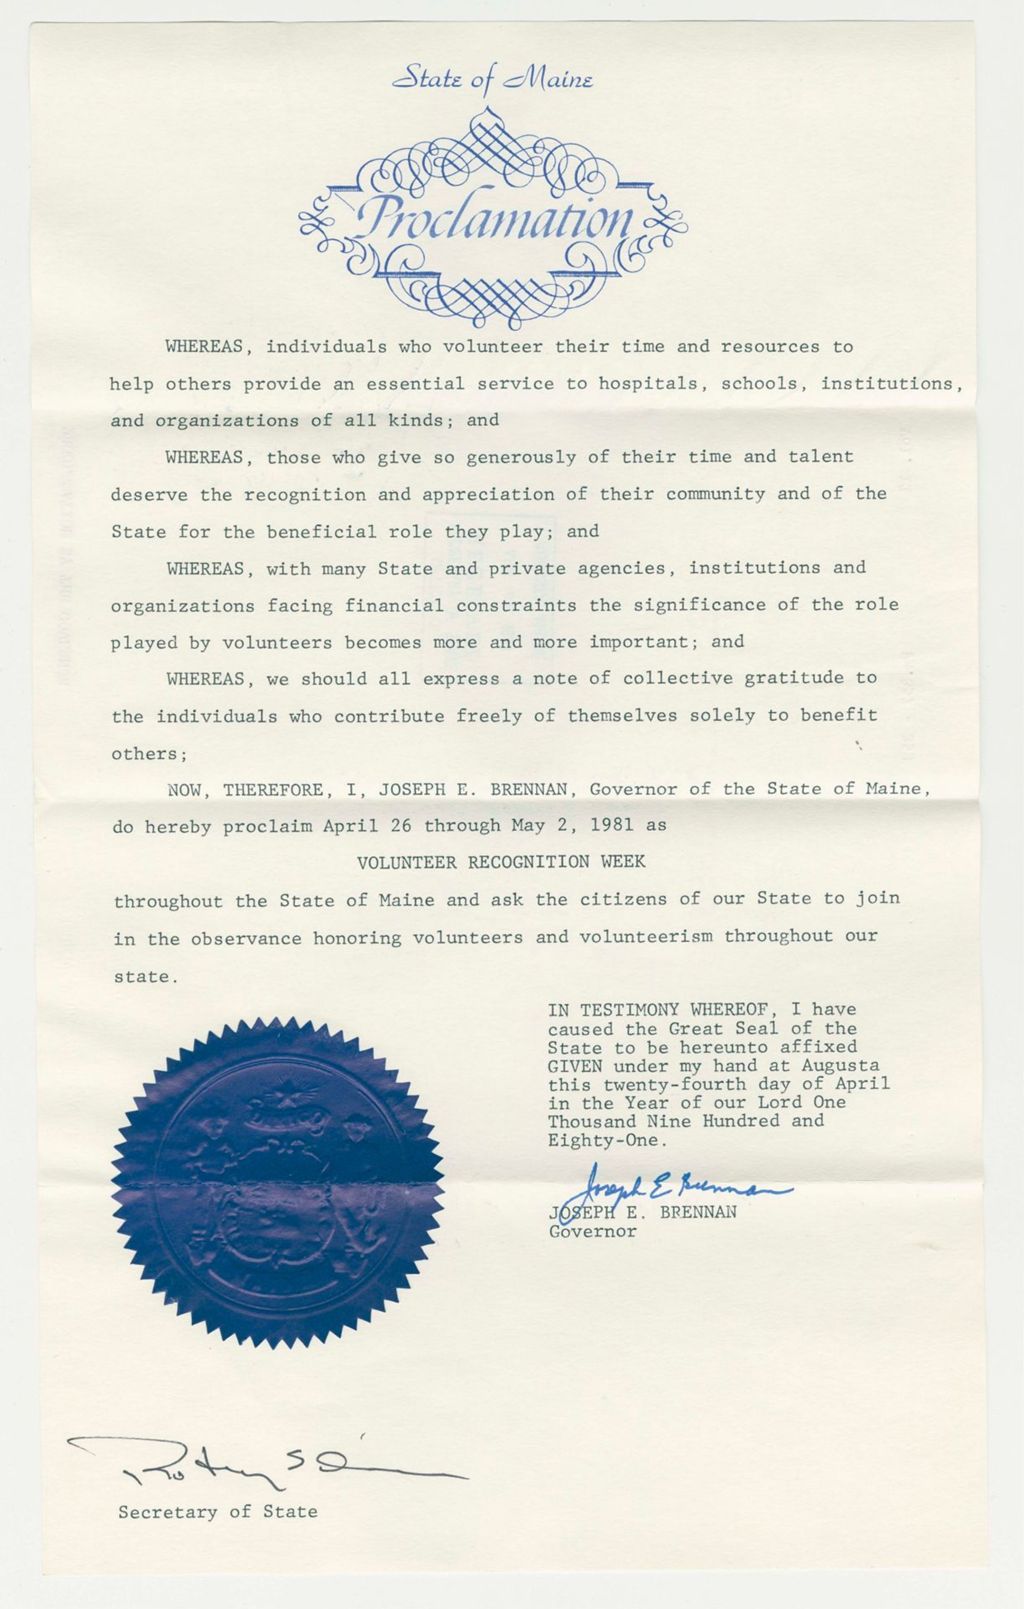 State of Maine
Proclamation
WHEREAS, individuals who volunteer their time and resources to
help others provide an essential service to hospitals, schools, institutions,
and organizations of all kinds; and
WHEREAS, those who give so generously of their time and talent
deserve the recognition and appreciation of their community and of the
State for the beneficial role they play; and
WHEREAS, with many State and private agencies, institutions and
organizations facing financial constraints the significance of the role
played by volunteers becomes more and more important; and
WHEREAS, we should all express a note of collective gratitude to
the individuals who contribute freely of themselves solely to benefit
others;
NOW, THEREFORE, I, JOSEPH E. BRENNAN, Governor of the State of Maine,
do hereby proclaim April 26 through May 2, 1981 as
VOLUNTEER RECOGNITION WEEK
throughout the State of Maine and ask the citizens of our State to join
in the observance honoring volunteers and volunteerism throughout our
state.
IN TESTIMONY WHEREOF, I have
caused the Great Seal of the
State to be hereunto affixed
GIVEN under my hand at Augusta
this twenty-fourth day of April
in the Year of our Lord One
Thousand Nine Hundred and
Eighty-One.
Joseph E Brennan
JOSEPH E. BRENNAN
Governor
Secretary of State